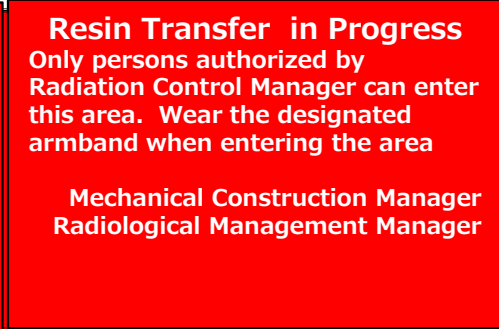 Resin Transfer  in Progress
Only persons authorized by
Radiation Control Manager can enter
this area.  Wear the designated
armband when entering the area
Mechanical Construction Manager
Radiological Management Manager